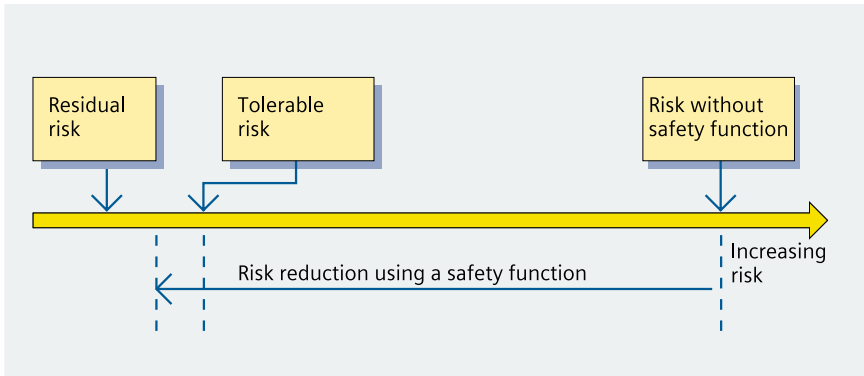 Residual
risk
Tolerable
risk
Risk without
safety function
Increasing
risk
Risk reduction using a safety function